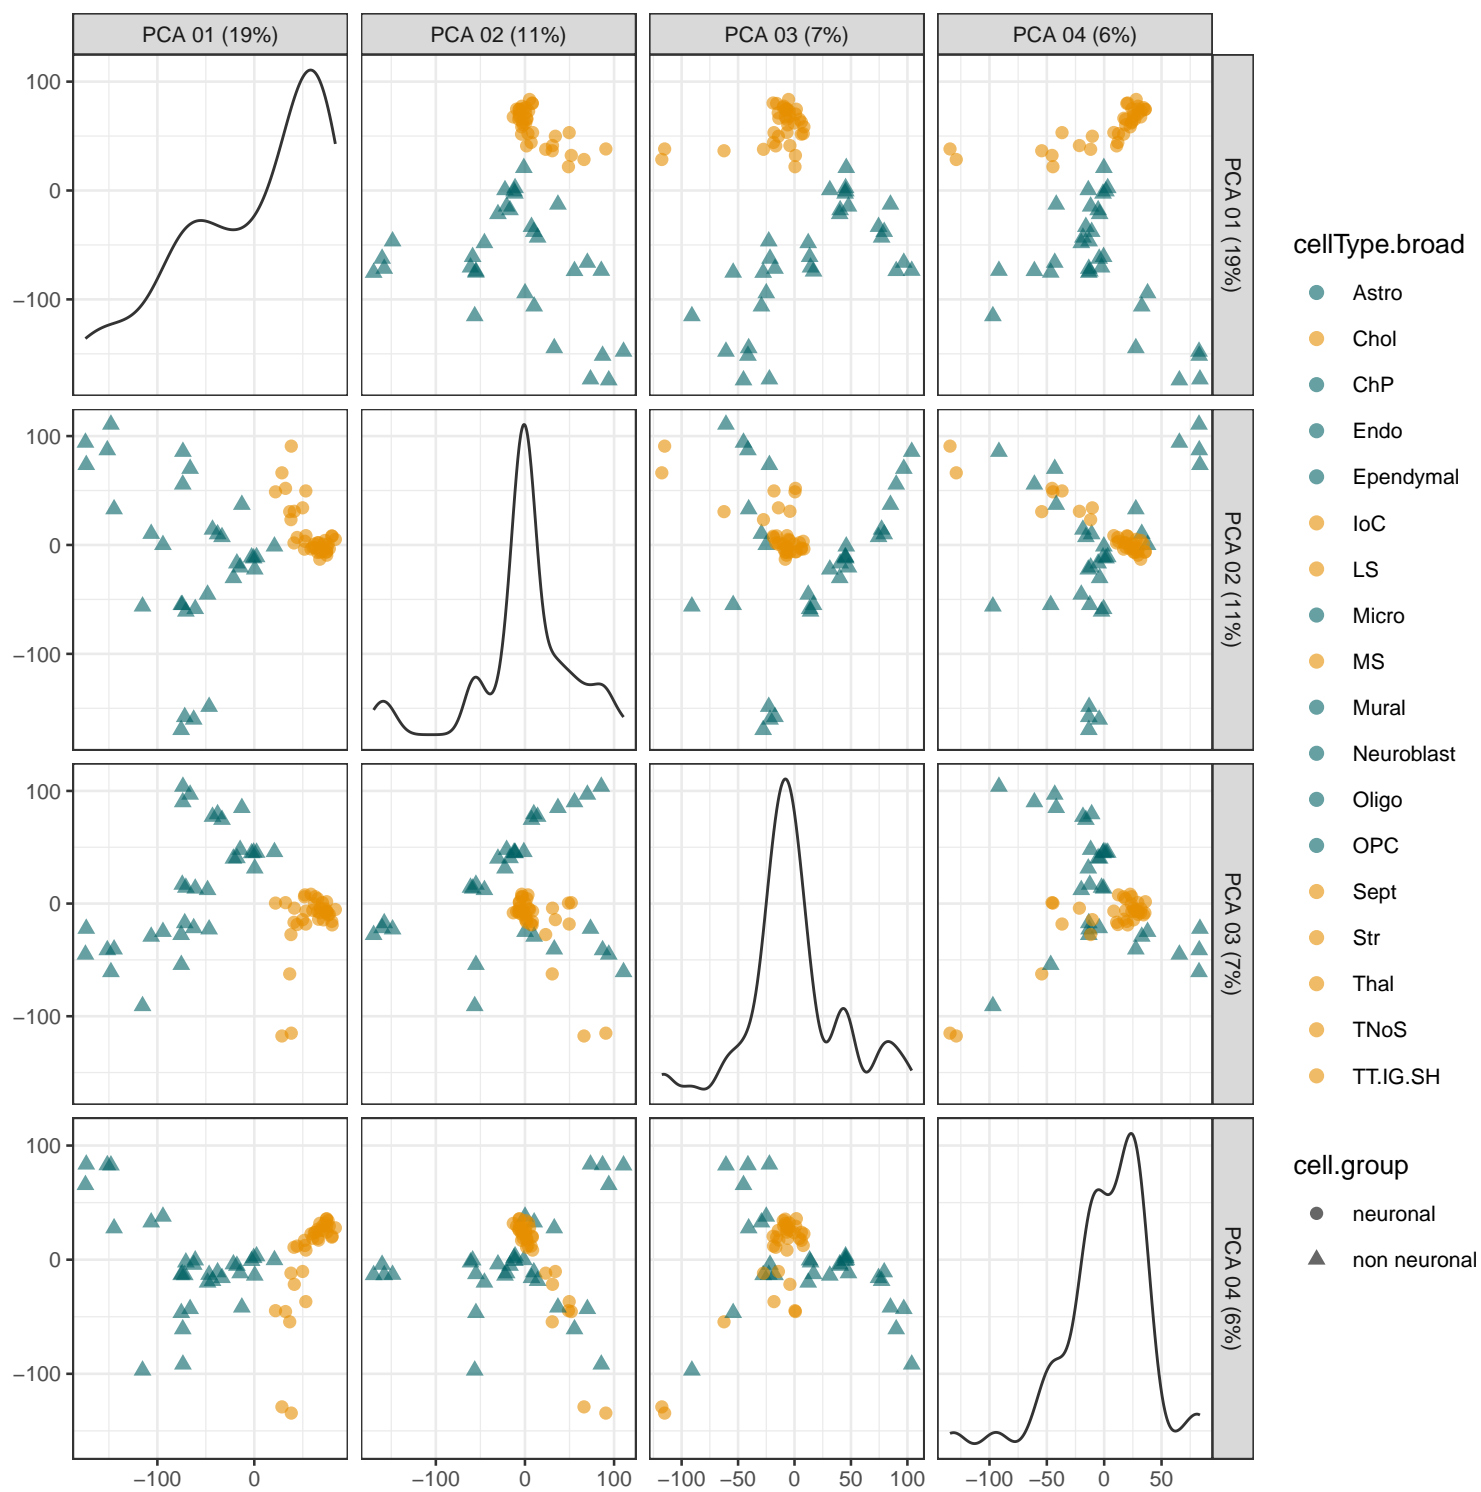 PCA 01 (19%)
PCA 02 (11%)
PCA 03 (7%)
PCA 04 (6%)
100
0
−100
PCA 01 (19%)
100
0
−100
PCA 02 (11%)
100
0
−100
PCA 03 (7%)
100
0
−100
PCA 04 (6%)
−100 0
−100 0 100
−100 −50 0 50 100
−100 −50 0 50
cellType.broad
Astro
Chol
ChP
Endo
Ependymal
IoC
LS
Micro
MS
Mural
Neuroblast
Oligo
OPC
Sept
Str
Thal
TNoS
TT.IG.SH
cell.group
neuronal
non neuronal